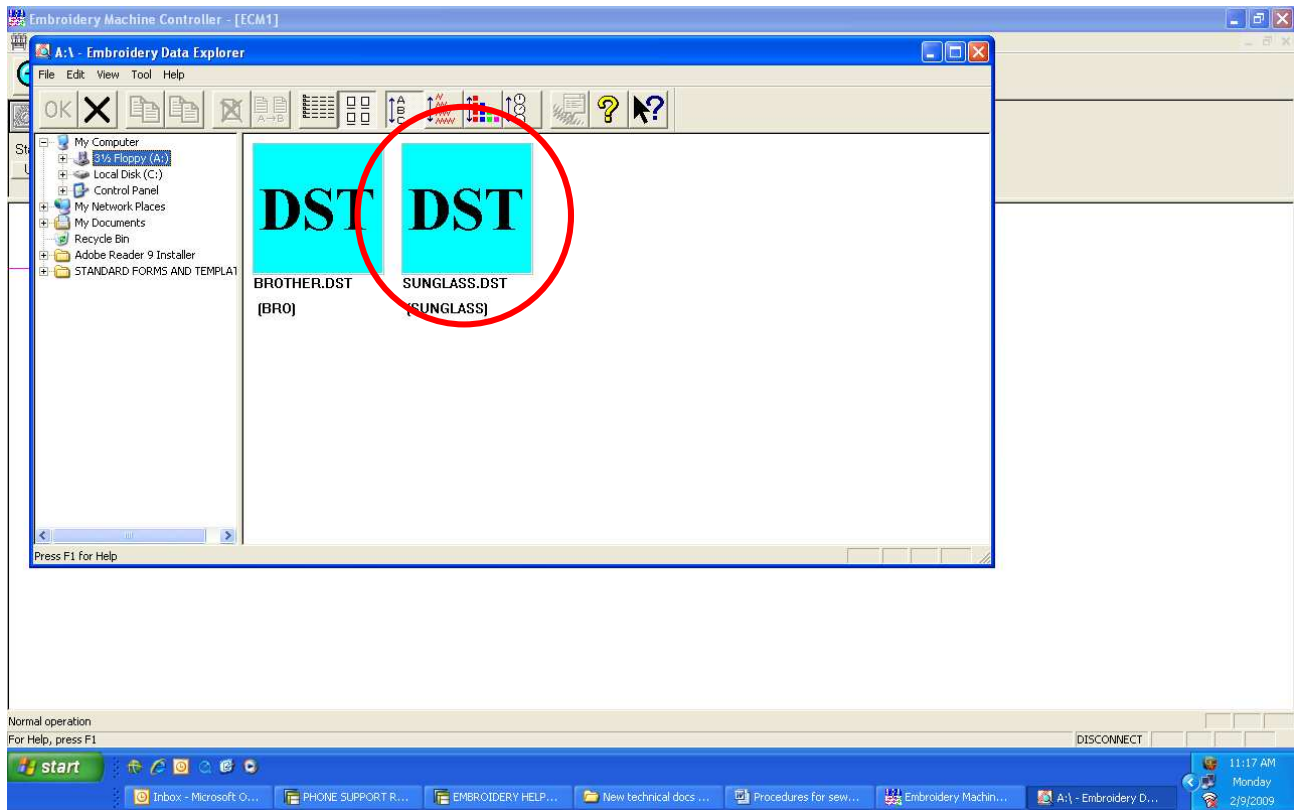 Embroidery Machine Controller - [ECM1]
A:\ - Embroidery Data Explorer
File Edit View Tool Help
OK
A→B
A
B
C
My Computer
3½ Floppy (A:)
Local Disk (C:)
Control Panel
My Network Places
My Documents
Recycle Bin
Adobe Reader 9 Installer
STANDARD FORMS AND TEMPLAT
DST DST
BROTHER.DST SUNGLASS.DST
(BRO) (SUNGLASS)
Press F1 for Help
Normal operation
For Help, press F1 DISCONNECT
start 11:17 AM
Monday
Inbox - Microsoft O... PHONE SUPPORT R... EMBROIDERY HELP... New technical docs ... Procedures for sew... Embroidery Machin... A:\ - Embroidery D... 2/9/2009